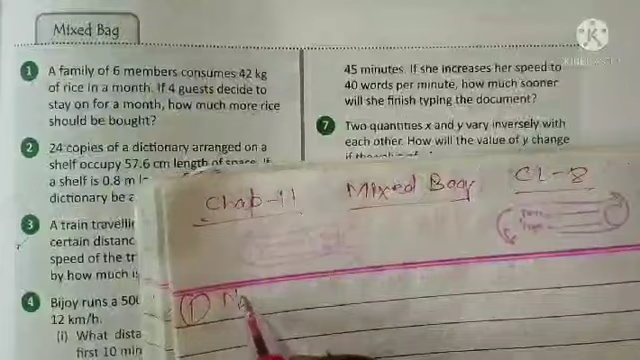 Mixed Bag
1 A family of 6 members consumes 42 kg
of rice in a month. If 4 guests decide to
stay on for a month, how much more rice
should be bought?
2 24 copies of a dictionary arranged on a
shelf occupy 57.6 cm length of space. If
a shelf is 0.8 m
dictionary be a
3 A train travellin
certain distanc
speed of the tr
by how much i
4 Bijoy runs a 500
12 km/h.
(i) What dista
first 10 min
45 minutes. If she increases her speed to
40 words per minute, how much sooner
will she finish typing the document?
7 Two quantities x and y vary inversely with
each other. How will the value of y change
Chap-11 Mixed Bag CL-8
1 N
K